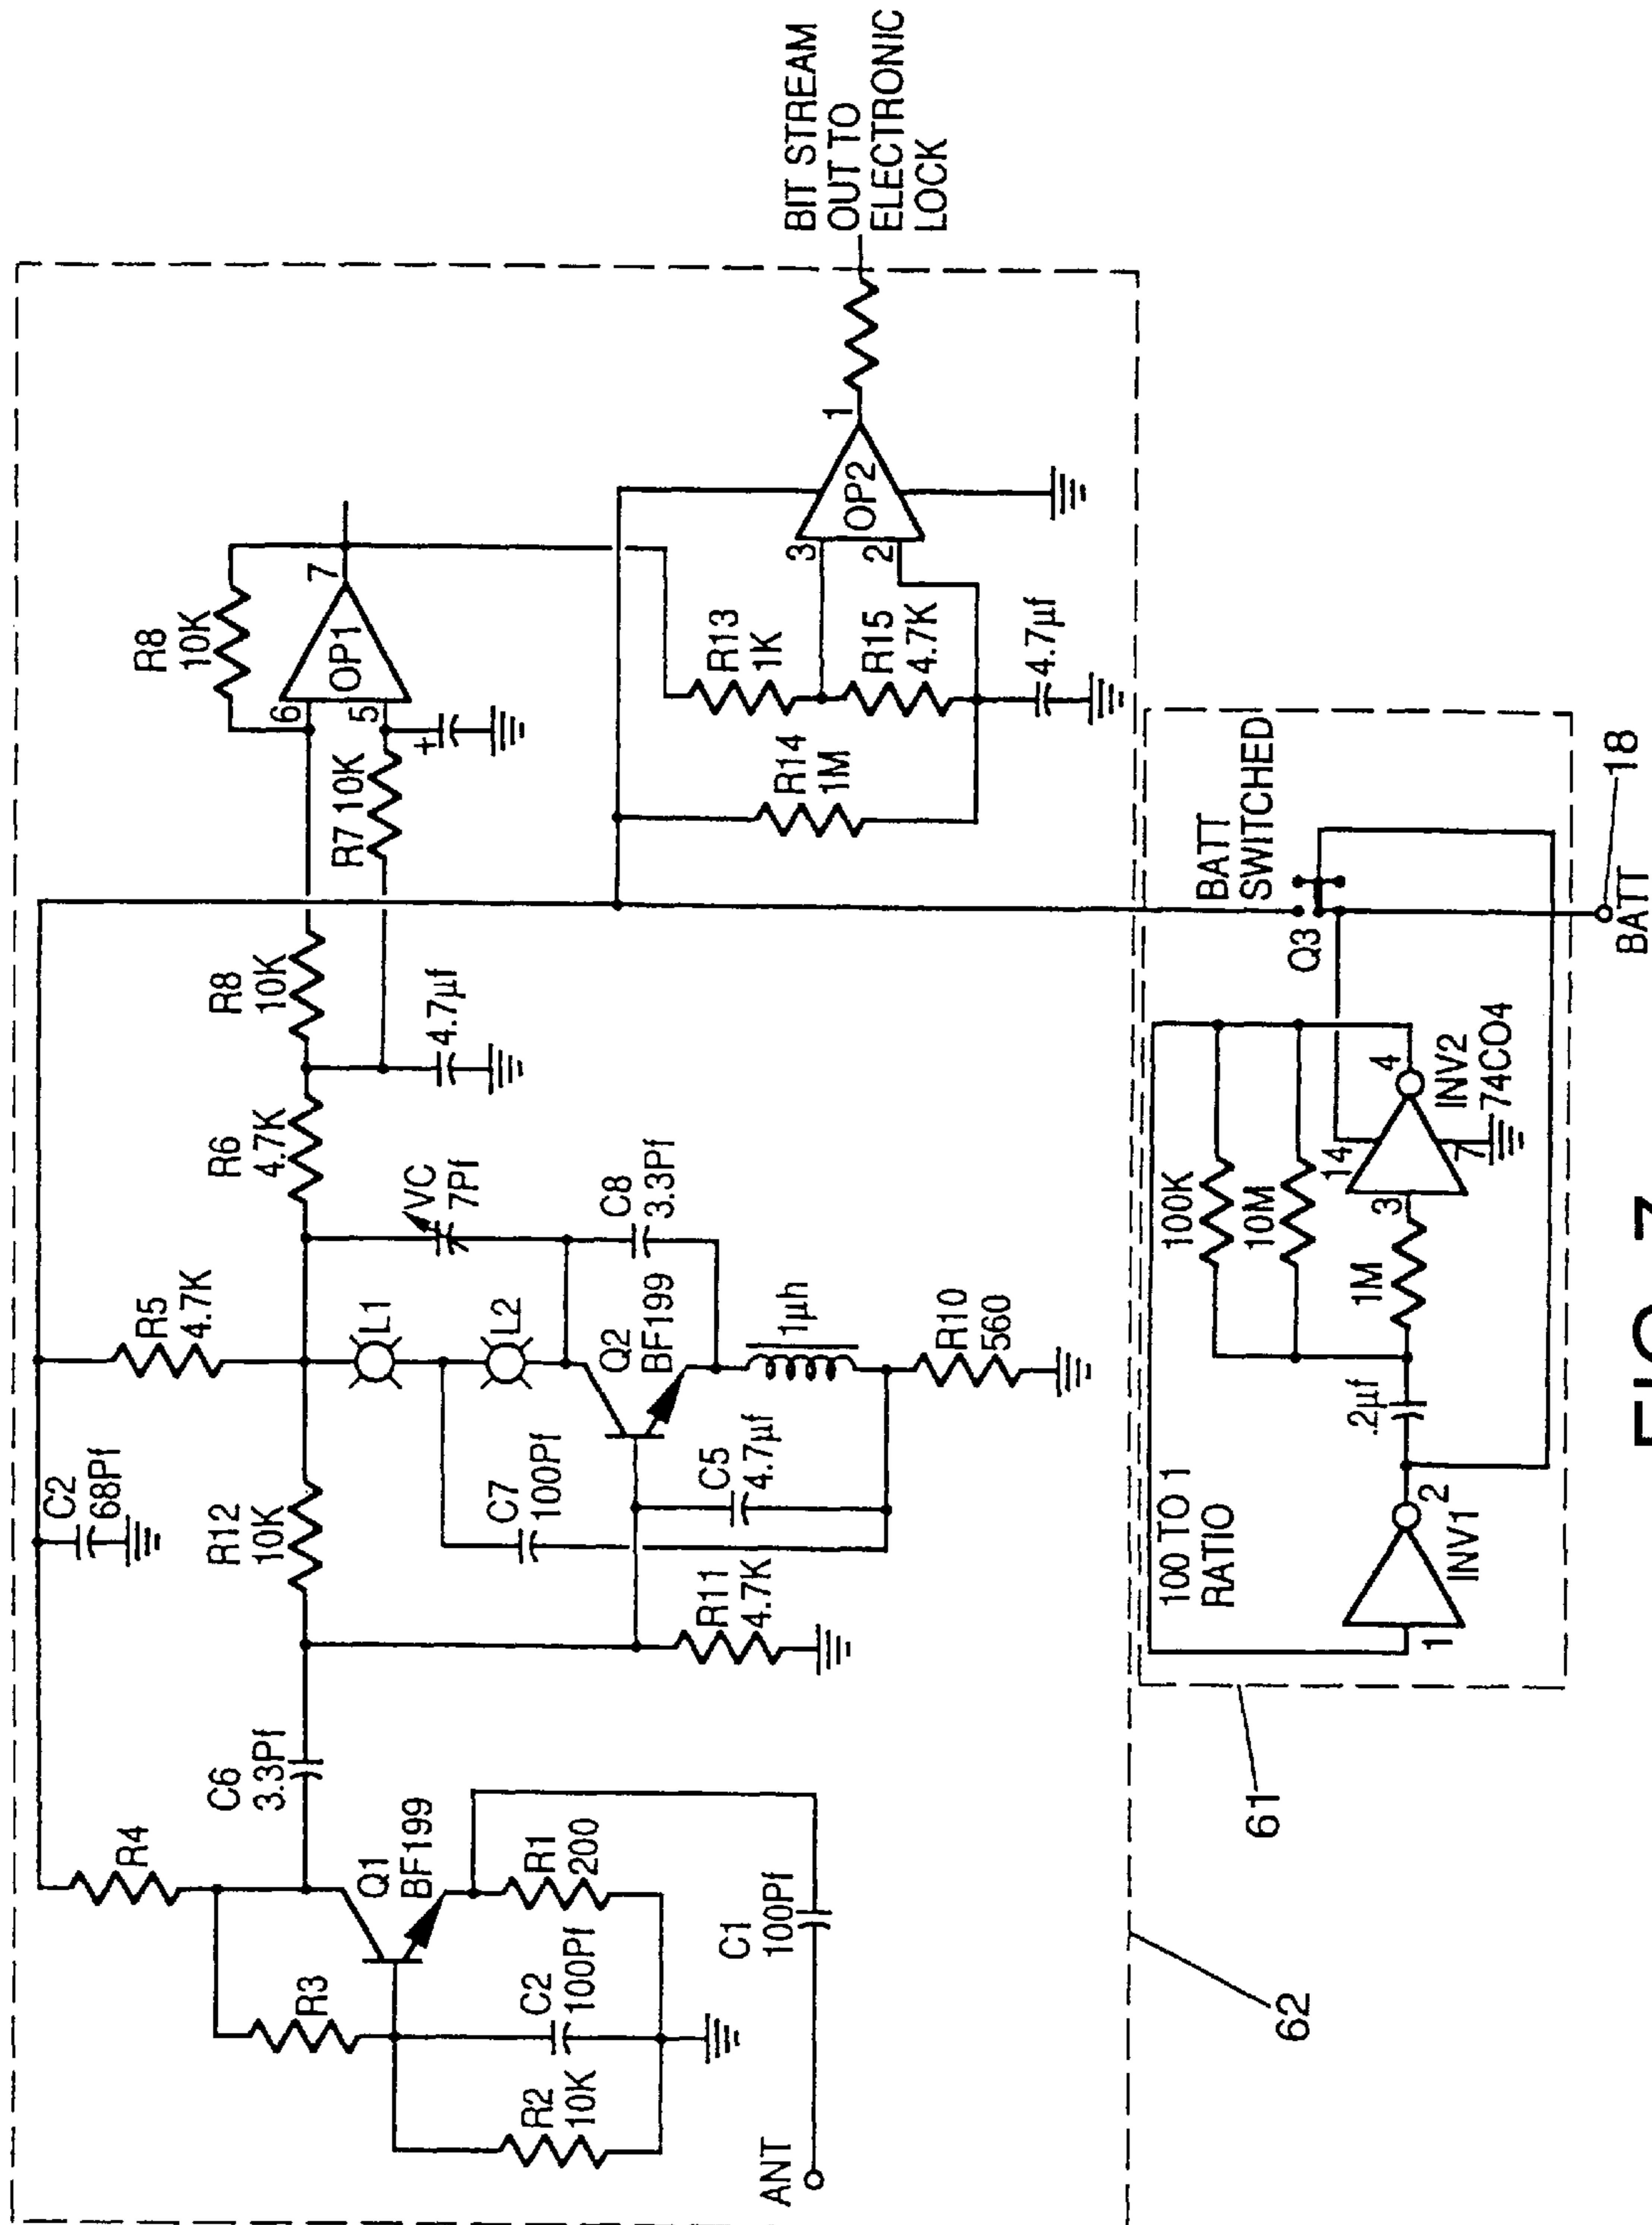 BIT STREAM
OUT TO
ELECTRONIC
LOCK
C2
68Pf
R4
R5
4.7K
C6
3.3Pf
R12
10K
R6
4.7K
R8
10K
R8
10K
OP1
6
5
7
+
R7 10K
4.7µf
L1
L2
VC
7Pf
C8
3.3Pf
Q2
BF199
1µh
R10
560
C7
100Pf
C5
4.7µf
R11
4.7K
Q1
BF199
R3
R1
200
C2
100Pf
R2
10K
C1
100Pf
ANT
R13
1K
R15
4.7K
R14
1M
4.7µf
OP2
3
2
1
BATT
SWITCHED
Q3
100K
10M
1M
.2µf
100 TO 1
RATIO
INV1
1
2
INV2
74CO4
3
4
14
7
BATT
18
61
62